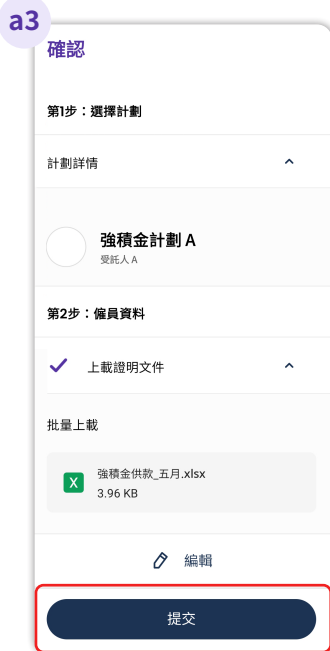 a3
確認
第1步：選擇計劃
計劃詳情
強積金計劃 A
受託人 A
第2步：僱員資料
上載證明文件
批量上載
X
強積金供款_五月.xlsx
3.96 KB
編輯
提交